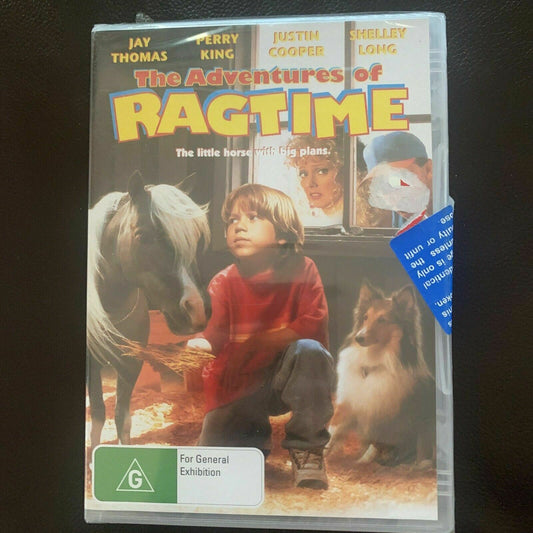 JAY PERRY JUSTIN SHELLEY
THOMAS KING COOPER LONG
The Adventures of
RAGTIME
The little horse with big plans.
G
For General
Exhibition